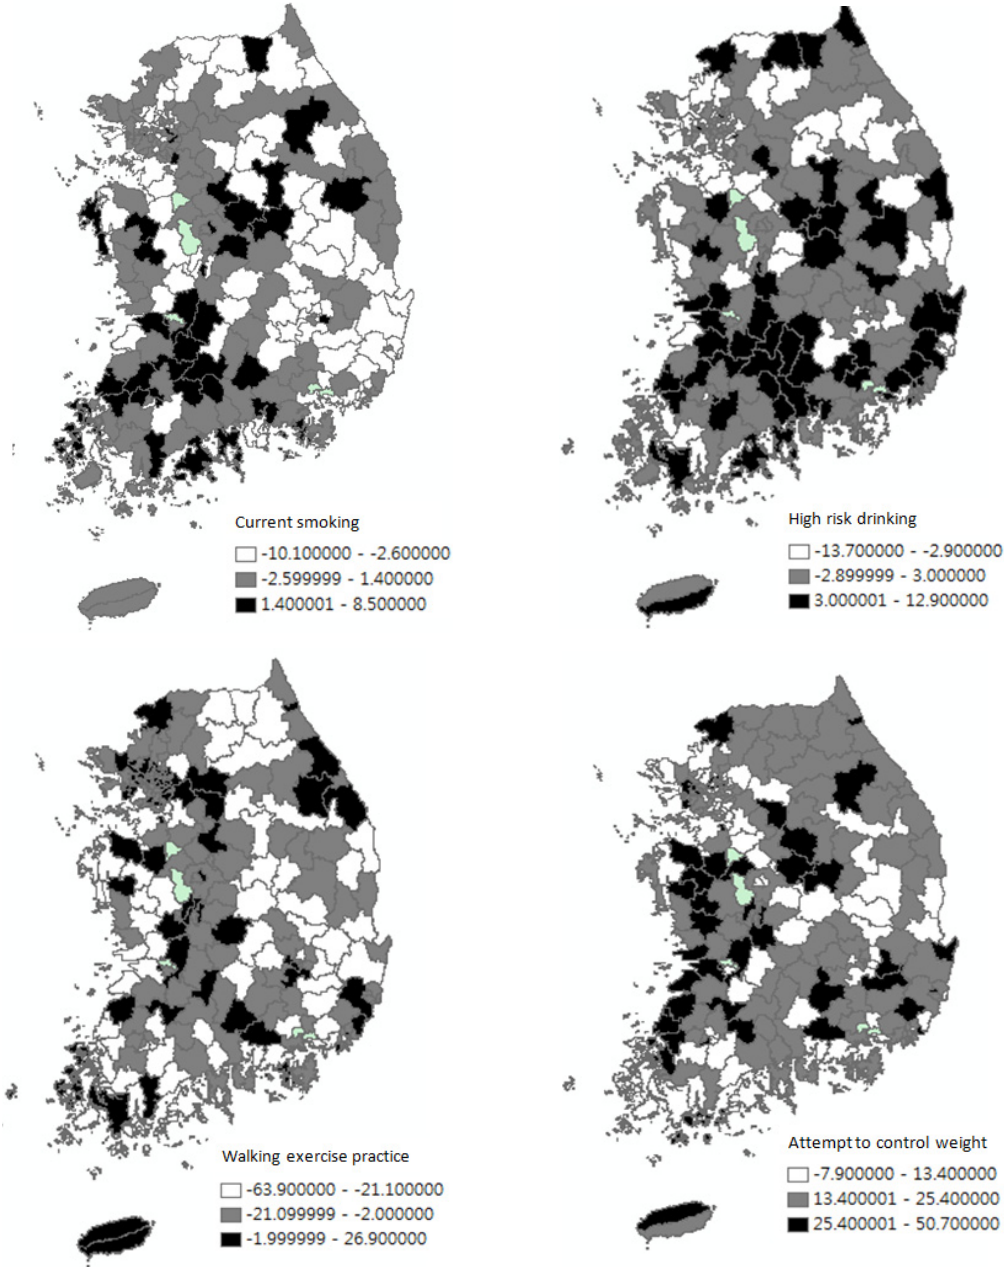 Current smoking
-10.100000 - -2.600000
-2.599999 - 1.400000
1.400001 - 8.500000
High risk drinking
-13.700000 - -2.900000
-2.899999 - 3.000000
3.000001 - 12.900000
Walking exercise practice
-63.900000 - -21.100000
-21.099999 - -2.000000
-1.999999 - 26.900000
Attempt to control weight
-7.900000 - 13.400000
13.400001 - 25.400000
25.400001 - 50.700000